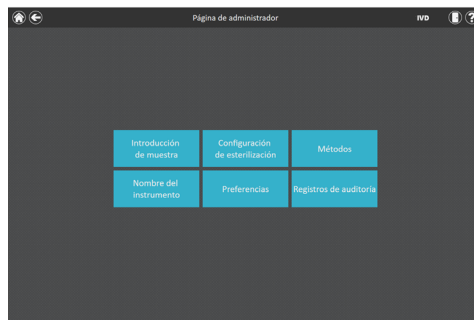 Página de administrador
IVD
?
Introducción
de muestra
Configuración
de esterilización
Métodos
Nombre del
instrumento
Preferencias
Registros de auditoría